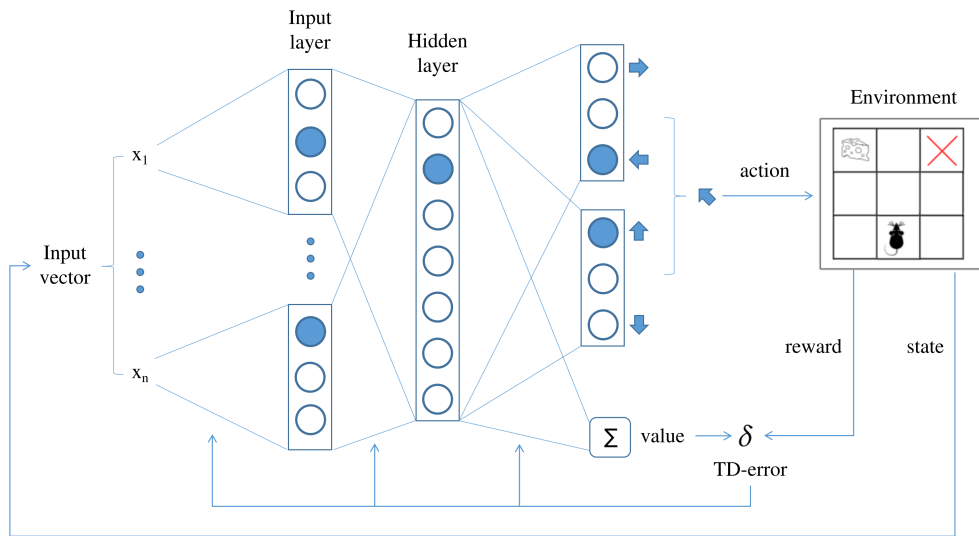 Input
layer
Hidden
layer
Environment
x1
action
Input
vector
reward
state
xn
Σ value δ
TD-error